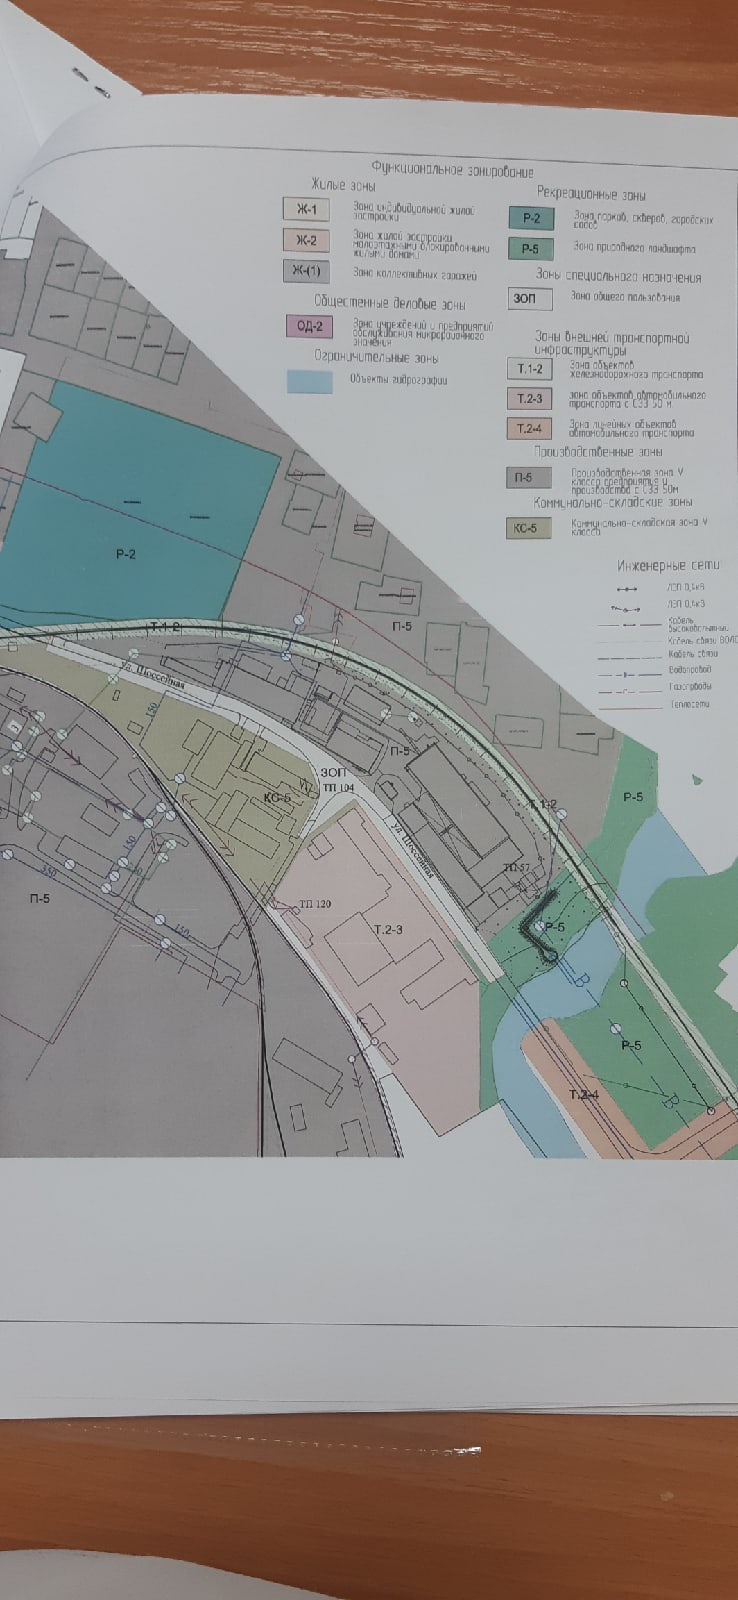 Функциональное зонирование
Жилые зоны
Ж-1
Зона индивидуальной жилой
застройки
Ж-2
Зона жилой застройки
малоэтажными блокированными
жилыми домами
Ж-(1)
Зона коллективных гаражей
Общественные деловые зоны
ОД-2
Зона учреждений и предприятий
обслуживания микрорайонного
значения
Ограничительные зоны
Объекты гидрографии
Рекреационные зоны
Р-2
Зона парков, скверов, городских
садов
Р-5
Зона природного ландшафта
Зоны специального назначения
ЗОП
Зона общего пользования
Зоны внешней транспортной
инфраструктуры
Т.1-2
Зона объектов
железнодорожного транспорта
Т.2-3
зона объектов автомобильного
транспорта с СЗЗ 50 м.
Т.2-4
Зона линейных объектов
автомобильного транспорта
Производственные зоны
П-5
Производственная зона V
класса предприятия и
производства с СЗЗ 50м
Коммунально-складские зоны
КС-5
Коммунально-складская зона V
класса
Инженерные сети
ЛЭП 0,4кВ
Кабель
высоковольтный
Кабель связи ВОЛС
Кабель связи
Водопровод
Газопроводы
Теплосети
Р-2
Т.1-2
П-5
ул. Шоссейная
150
П-5
ЗОП
ТП 104
КС-5
Т.1-2
Р-5
ул. Шоссейная
ТП 57
П-5
350
150
150
ТП 120
Т.2-3
Р-5
В
Р-5
Т.2-4
В